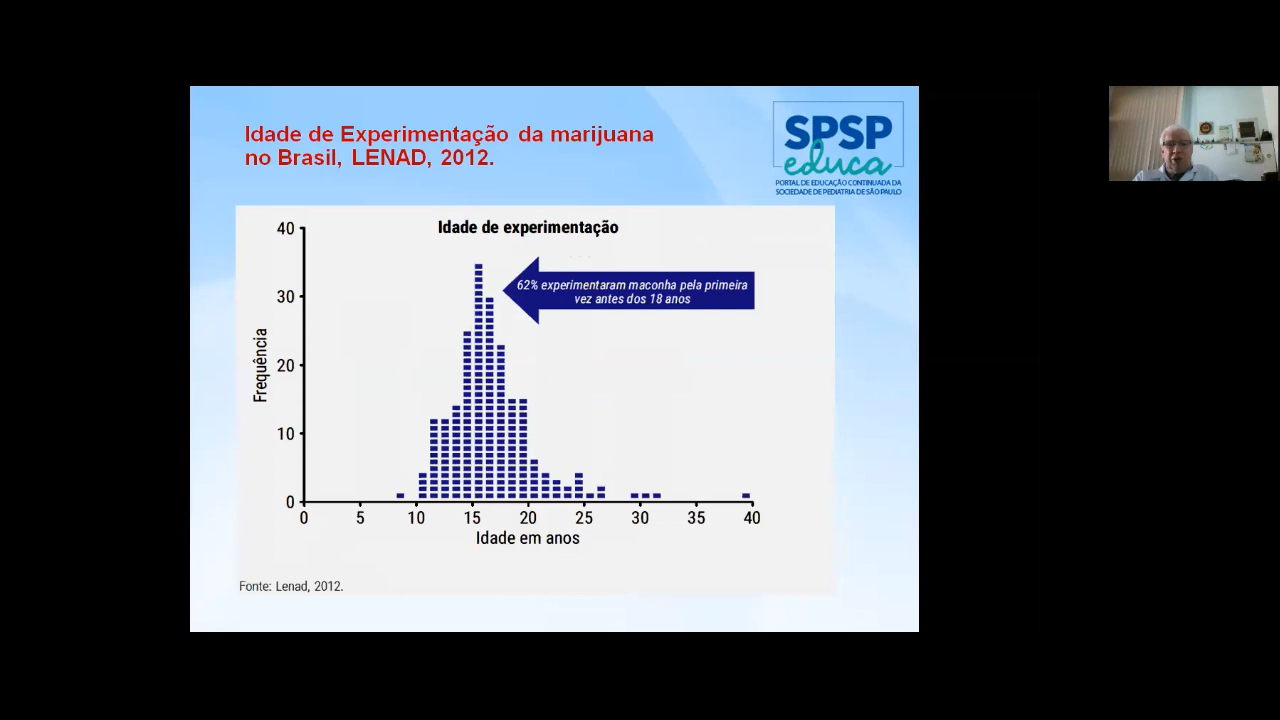 Idade de Experimentação da marijuana
no Brasil, LENAD, 2012.
SPSP
educa
PORTAL DE EDUCAÇÃO CONTINUADA DA
SOCIEDADE DE PEDIATRIA DE SÃO PAULO
Idade de experimentação
62% experimentaram maconha pela primeira
vez antes dos 18 anos
Frequência
40
30
20
10
0
0 5 10 15 20 25 30 35 40
Idade em anos
Fonte: Lenad, 2012.